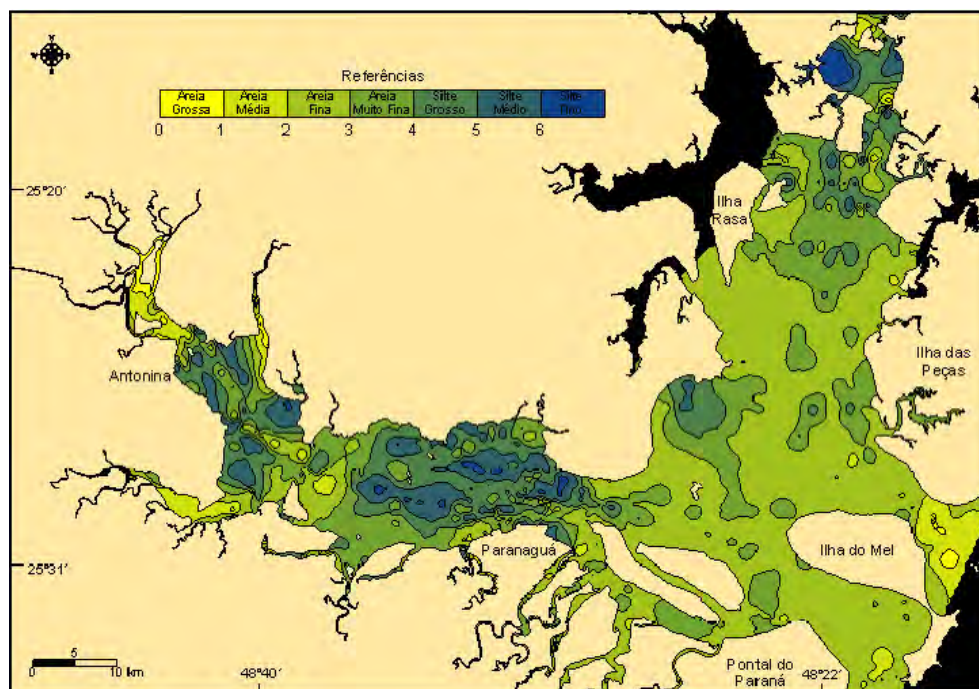 Referências
Areia Grossa
Areia Média
Areia Fina
Areia Muito Fina
Silte Grosso
Silte Médio
Silte Fino
0 1 2 3 4 5 6
25°20'
Ilha
Rasa
Antonina
Ilha das
Peças
Paranaguá
Ilha do Mel
25°31'
5
10 km
48°40'
Pontal do
Paraná
48°22'